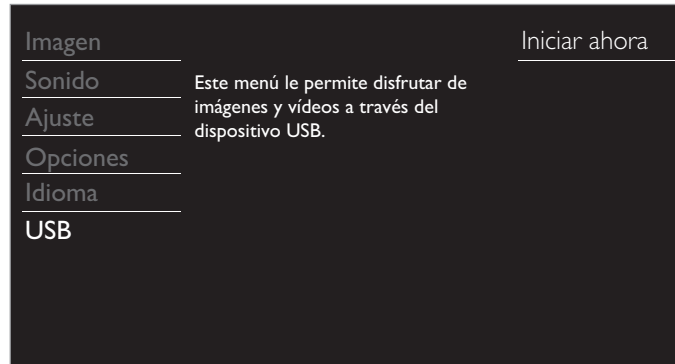 Imagen
Sonido
Ajuste
Opciones
Idioma
USB
Este menú le permite disfrutar de
imágenes y vídeos a través del
dispositivo USB.
Iniciar ahora